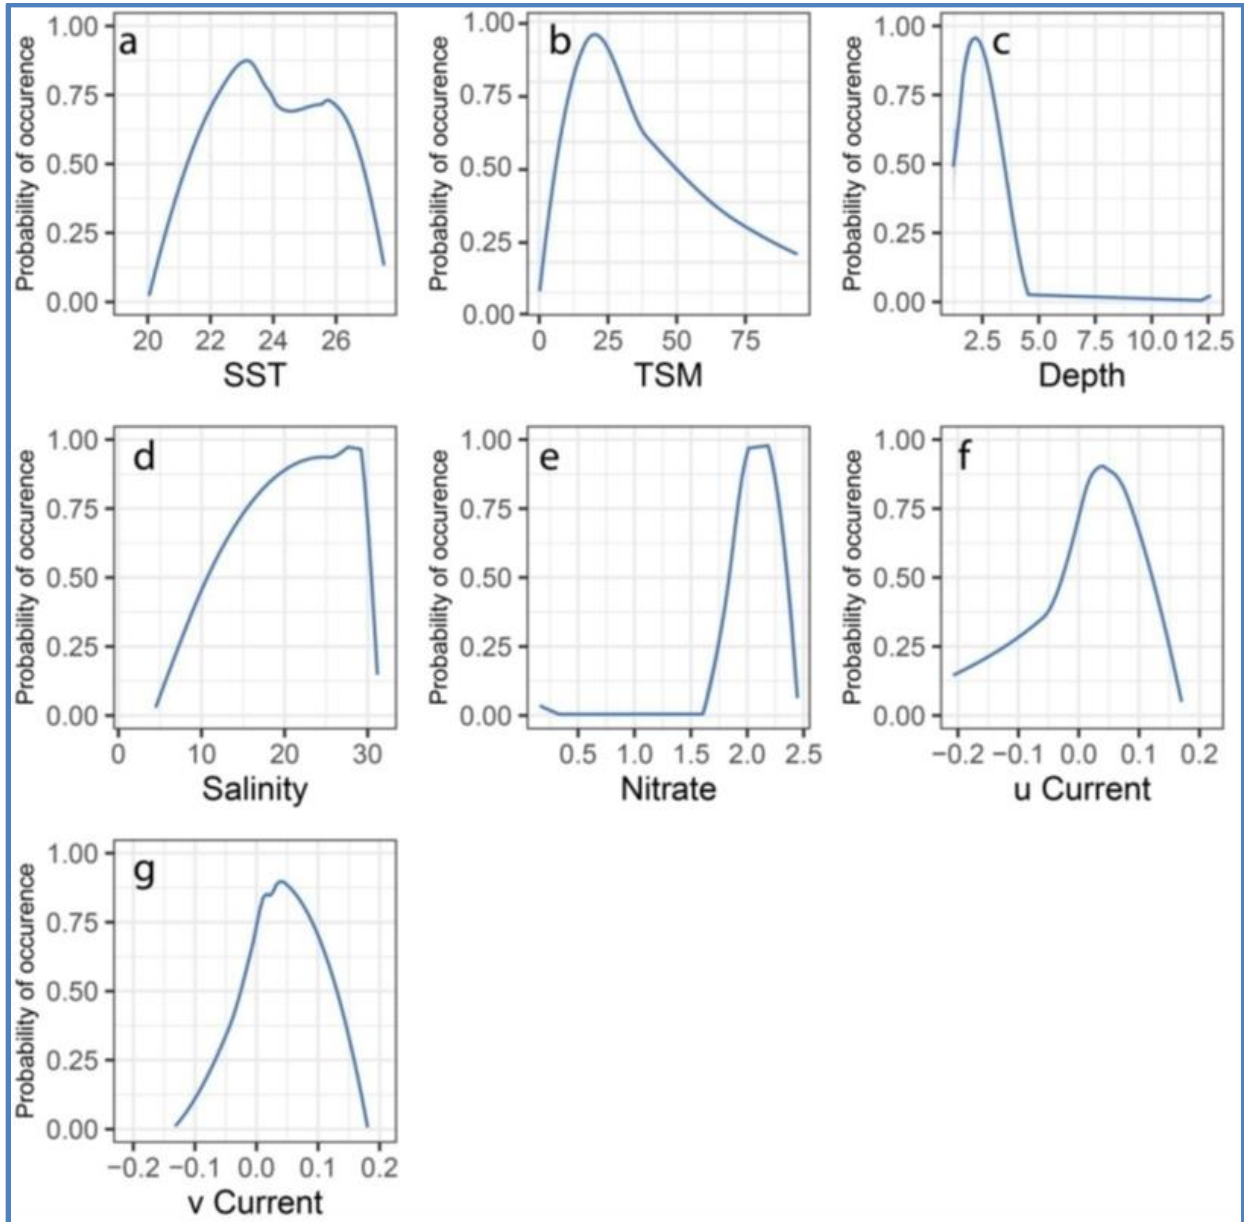 a
Probability of occurence
1.00
0.75
0.50
0.25
0.00
20 22 24 26
SST
b
Probability of occurence
1.00
0.75
0.50
0.25
0.00
0 25 50 75
TSM
c
Probability of occurence
1.00
0.75
0.50
0.25
0.00
2.5 5.0 7.5 10.0 12.5
Depth
d
Probability of occurence
1.00
0.75
0.50
0.25
0.00
0 10 20 30
Salinity
e
Probability of occurence
1.00
0.75
0.50
0.25
0.00
0.5 1.0 1.5 2.0 2.5
Nitrate
f
Probability of occurence
1.00
0.75
0.50
0.25
0.00
−0.2 −0.1 0.0 0.1 0.2
u Current
g
Probability of occurence
1.00
0.75
0.50
0.25
0.00
−0.2 −0.1 0.0 0.1 0.2
v Current